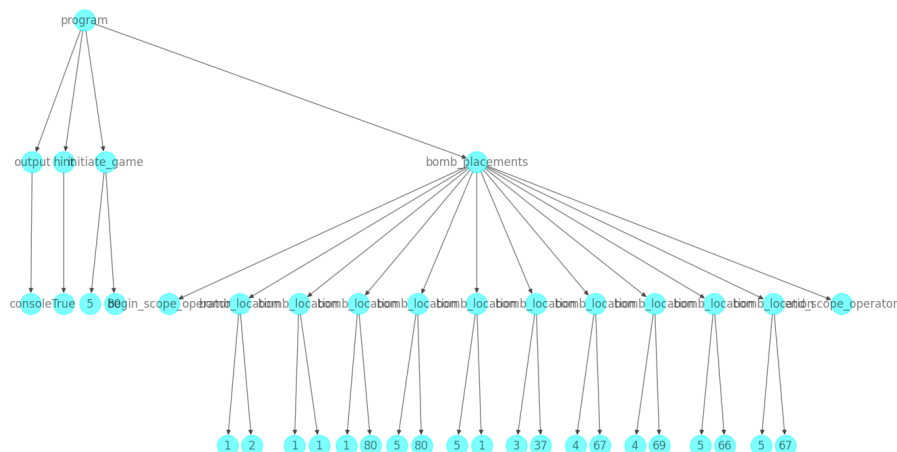 program
output hint initiate_game bomb_placements
console True 5 80 begin_scope_operator bomb_location bomb_location bomb_location bomb_location bomb_location bomb_location bomb_location bomb_location bomb_location bomb_location end_scope_operator
1 2 1 1 1 80 5 80 5 1 3 37 4 67 4 69 5 66 5 67